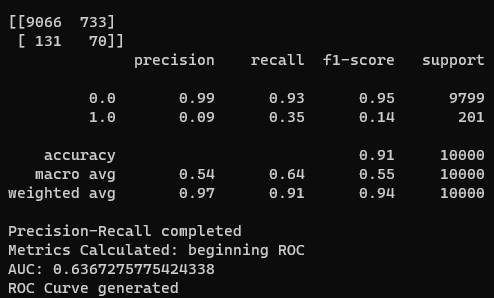 [[9066  733]
 [ 131   70]]
              precision    recall  f1-score   support

         0.0       0.99      0.93      0.95      9799
         1.0       0.09      0.35      0.14       201

    accuracy                           0.91     10000
   macro avg       0.54      0.64      0.55     10000
weighted avg       0.97      0.91      0.94     10000

Precision-Recall completed
Metrics Calculated: beginning ROC
AUC: 0.6367275775424338
ROC Curve generated